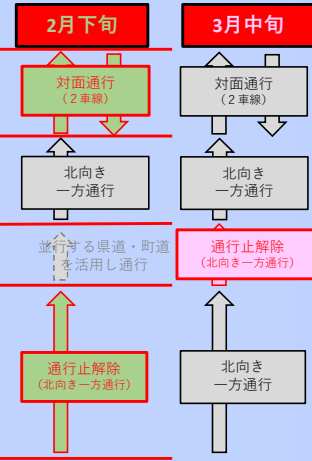 2月下旬
対面通行
（２車線）
北向き
一方通行
並行する県道・町道
を活用し通行
通行止解除
（北向き一方通行）
3月中旬
対面通行
（２車線）
北向き
一方通行
通行止解除
（北向き一方通行）
北向き
一方通行